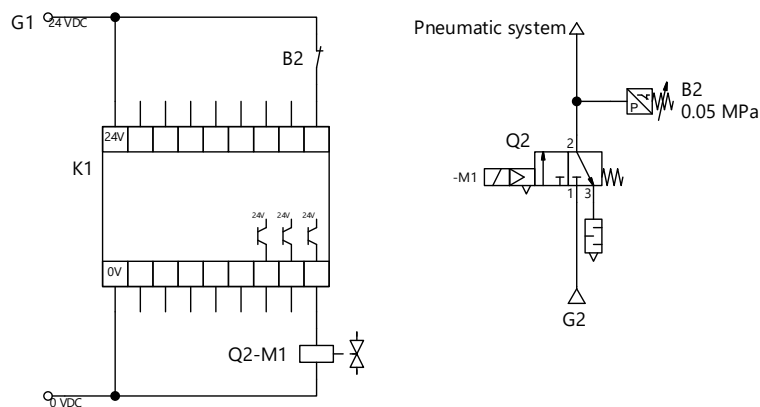 G1
24 VDC
B2
24V
K1
24V 24V 24V
0V
Q2-M1
0 VDC
Pneumatic system
P
B2
0.05 MPa
Q2
2
-M1
1 3
G2